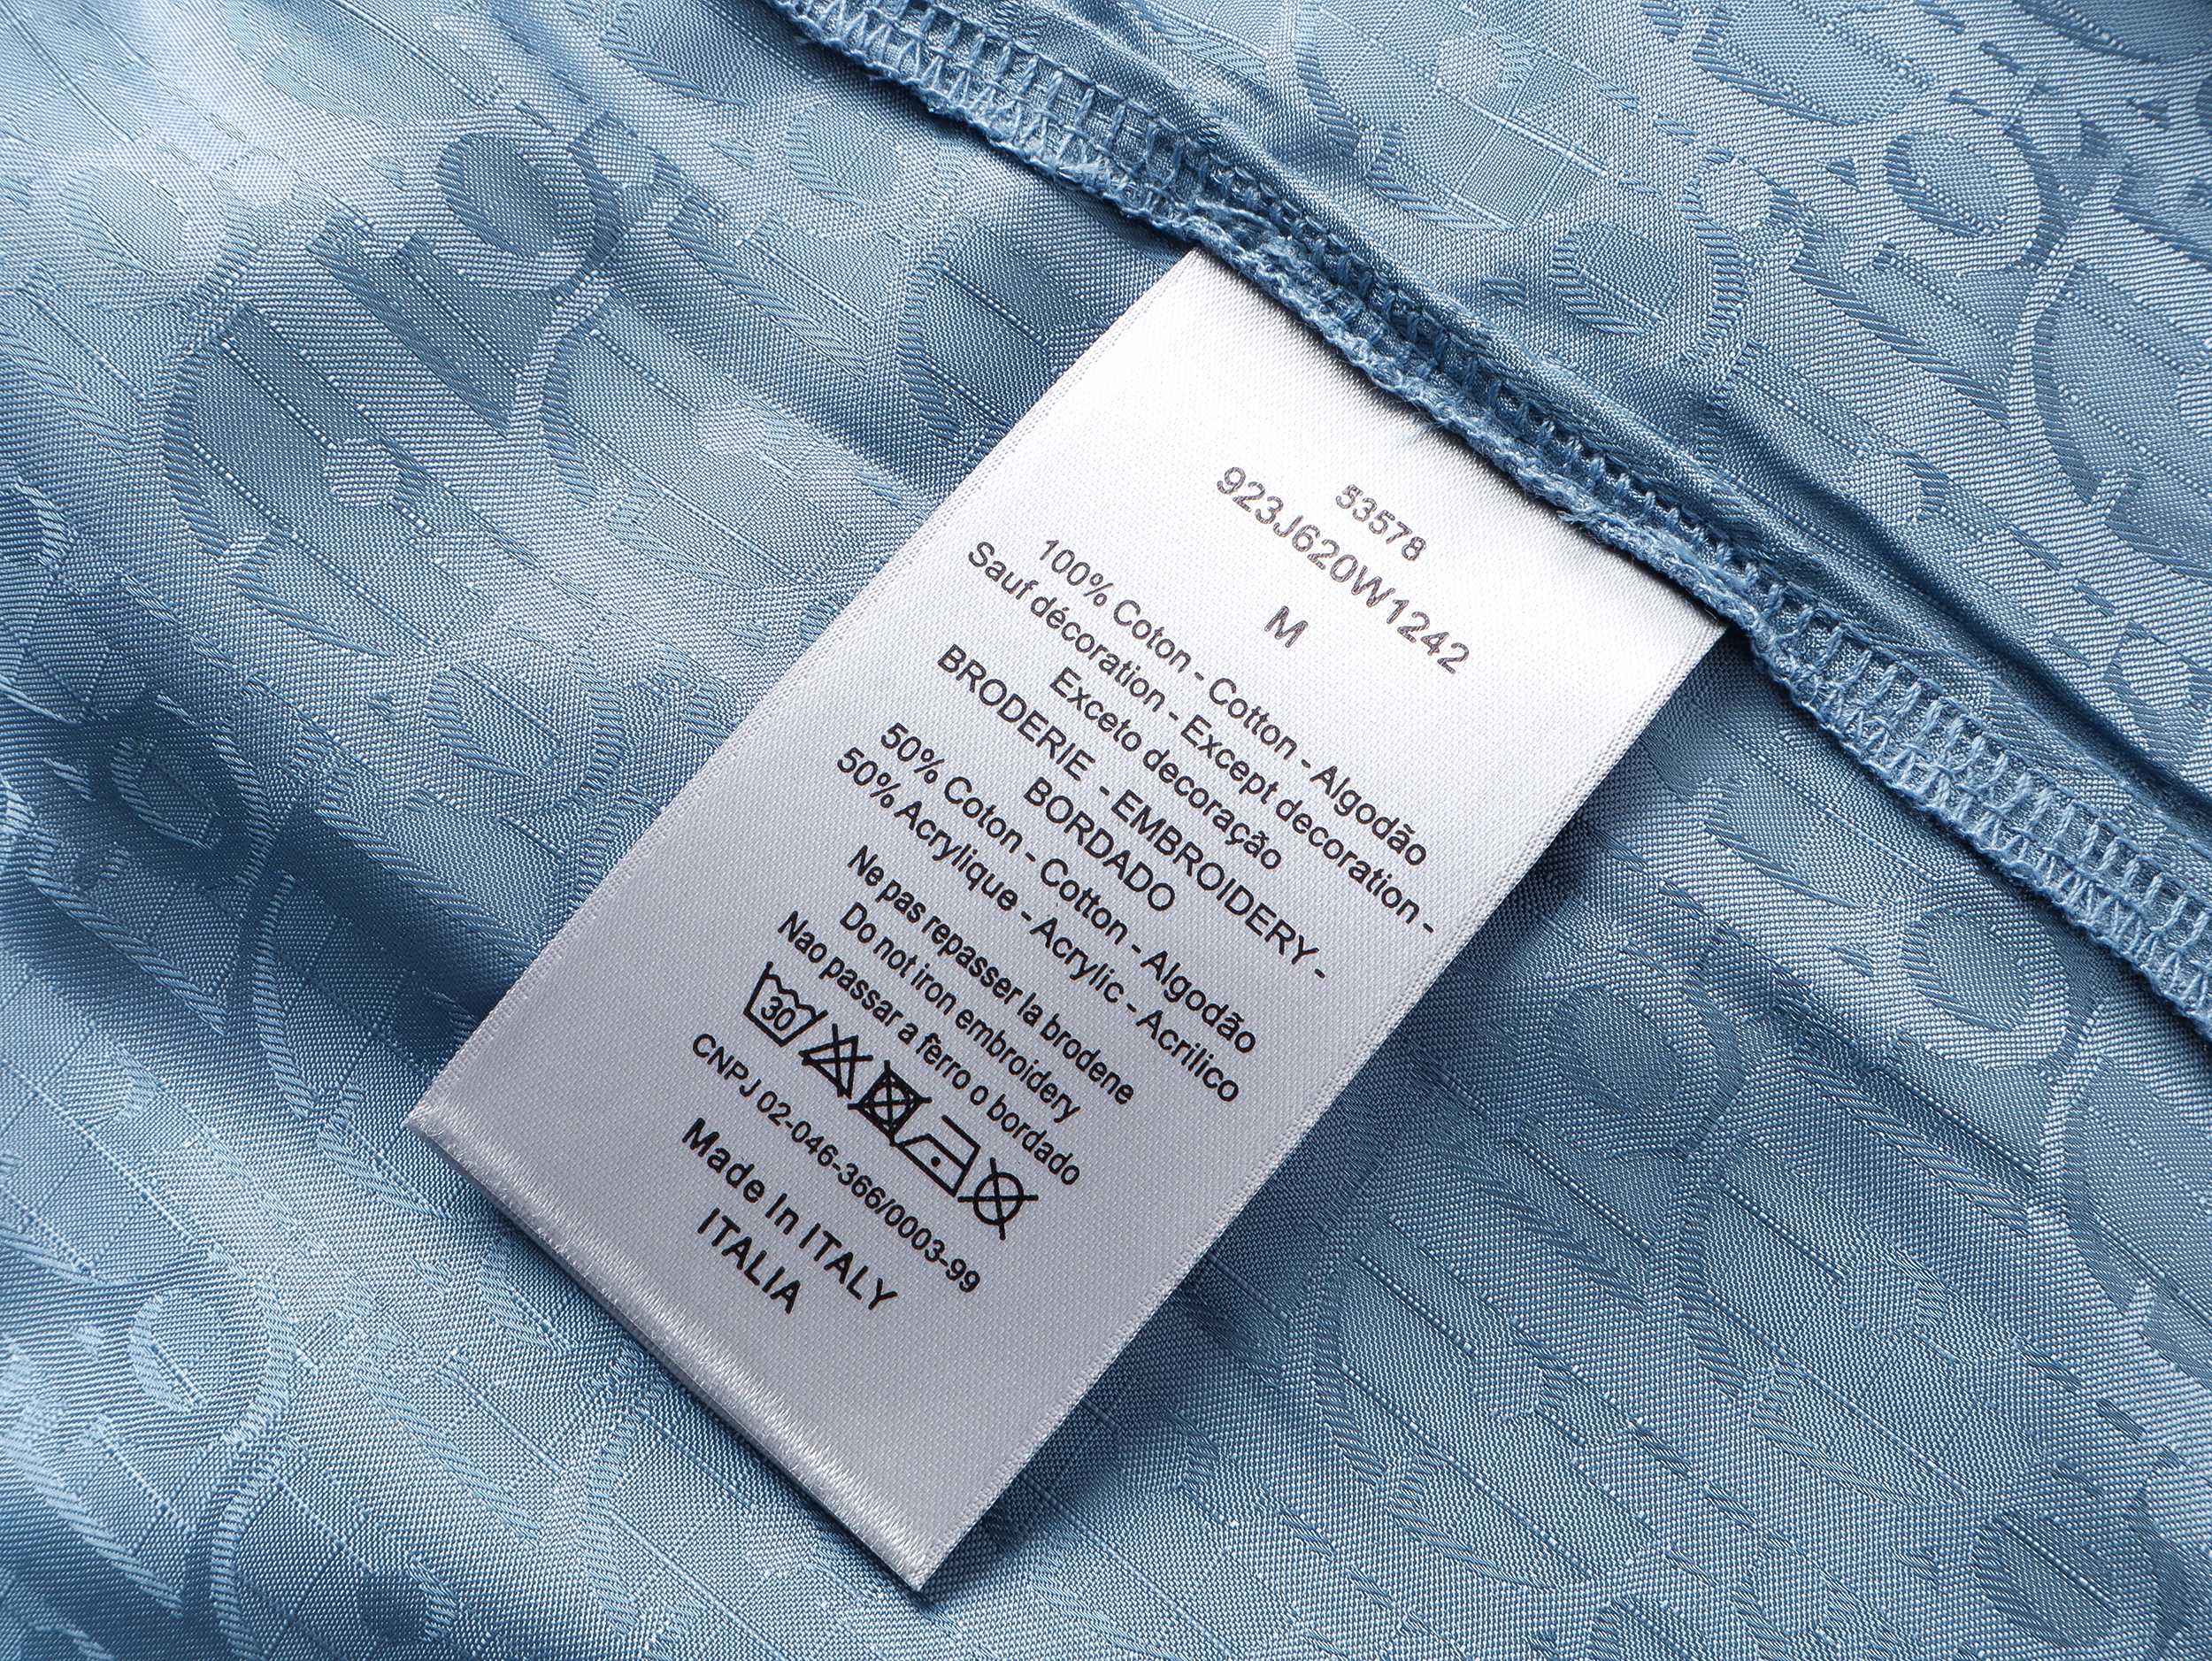 53578
923J620W1242
M
100% Coton - Cotton - Algodão
Sauf décoration - Except decoration -
Exceto decoração
BRODERIE - EMBROIDERY -
BORDADO
50% Coton - Cotton - Algodão
50% Acrylique - Acrylic - Acrilico
Ne pas repasser la brodene
Do not iron embroidery
Nao passar a ferro o bordado
30
CNPJ 02-046-366/0003-99
Made In ITALY
ITALIA